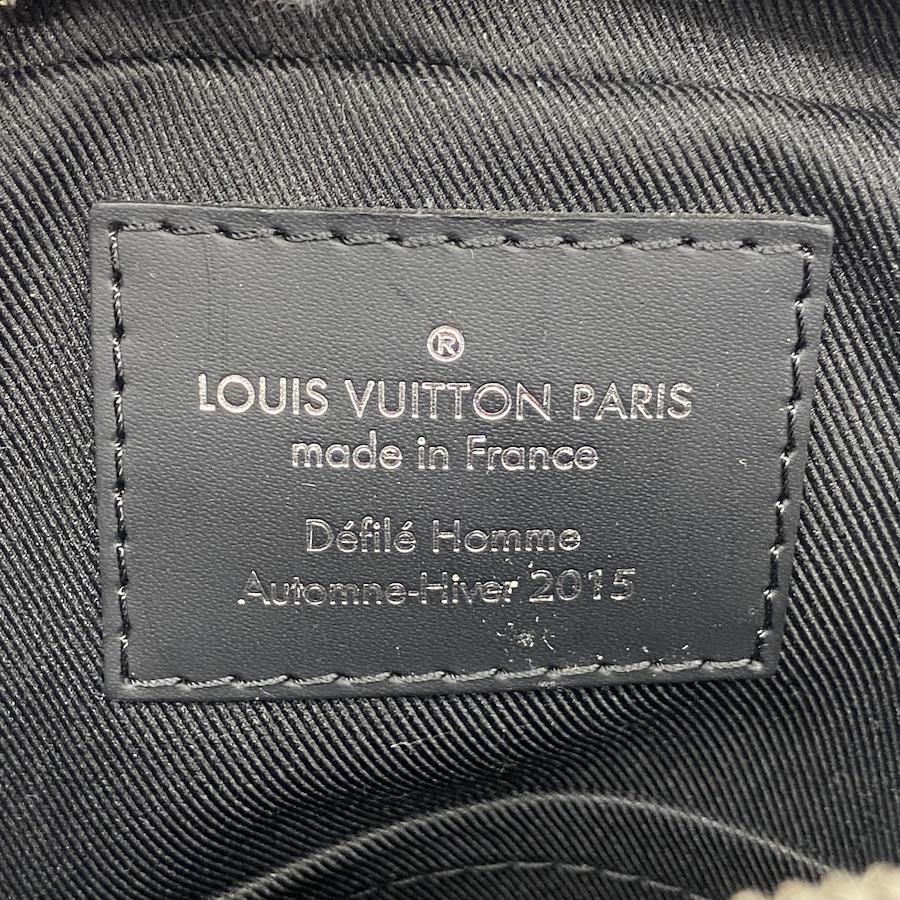 ®
LOUIS VUITTON PARIS
made in France
Défilé Homme
Automne-Hiver 2015